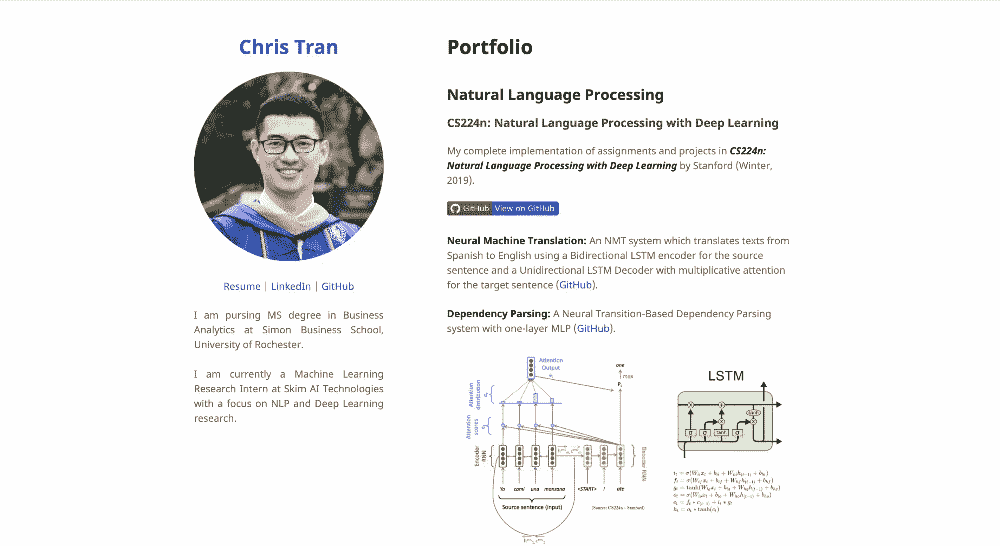 Chris Tran
Resume | LinkedIn | GitHub
I am pursing MS degree in Business
Analytics at Simon Business School,
University of Rochester.
I am currently a Machine Learning
Research Intern at Skim AI Technologies
with a focus on NLP and Deep Learning
research.
Portfolio
Natural Language Processing
CS224n: Natural Language Processing with Deep Learning
My complete implementation of assignments and projects in CS224n:
Natural Language Processing with Deep Learning by Stanford (Winter,
2019).
GitHub View on GitHub
Neural Machine Translation: An NMT system which translates texts from
Spanish to English using a Bidirectional LSTM encoder for the source
sentence and a Unidirectional LSTM Decoder with multiplicative attention
for the target sentence (GitHub).
Dependency Parsing: A Neural Transition-Based Dependency Parsing
system with one-layer MLP (GitHub).
Attention
Output
one
max
Attention
distribution
Attention
scores
Encoder
RNN
Decoder RNN
Yo comí una manzana <START> I ate
Source sentence (input)
(Source: CS224n - Stanford)
LSTM